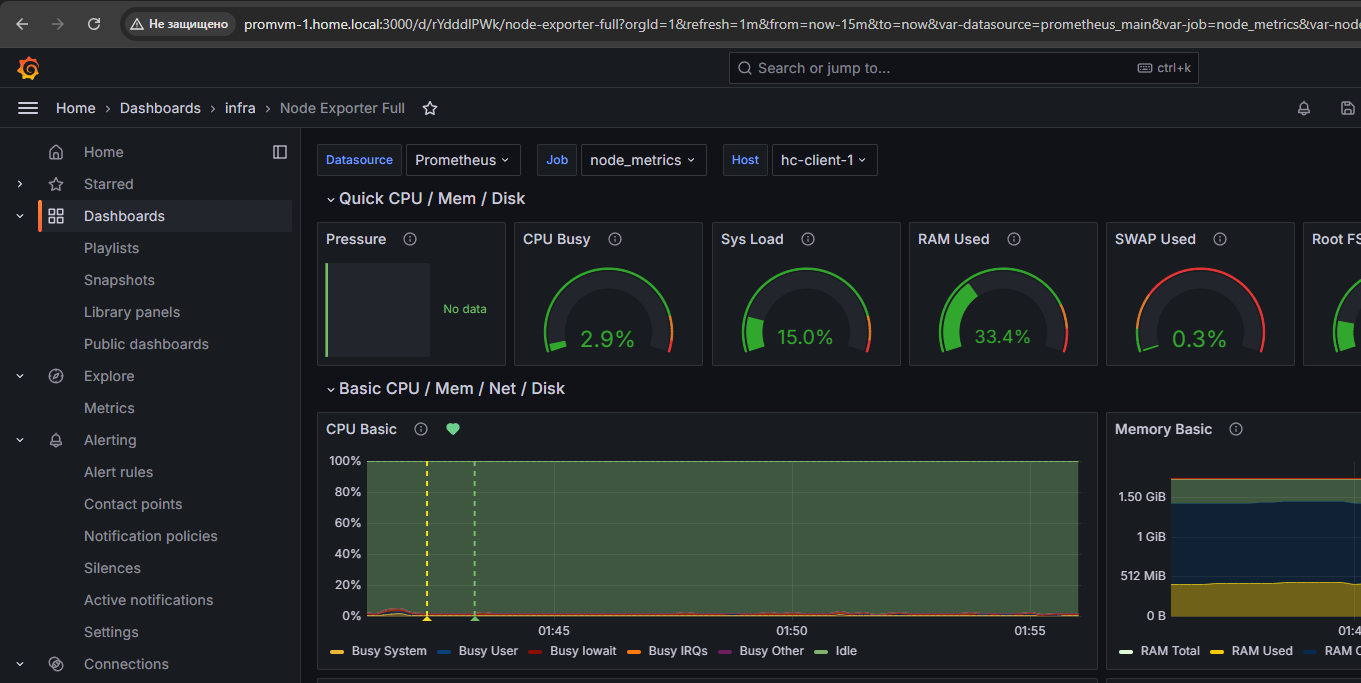 Не защищено promvm-1.home.local:3000/d/rYdddlPWk/node-exporter-full?orgId=1&refresh=1m&from=now-15m&to=now&var-datasource=prometheus_main&var-job=node_metrics&var-node
Search or jump to... ctrl+k
Home › Dashboards › infra › Node Exporter Full
Home
Starred
Dashboards
Playlists
Snapshots
Library panels
Public dashboards
Explore
Metrics
Alerting
Alert rules
Contact points
Notification policies
Silences
Active notifications
Settings
Connections
Datasource Prometheus Job node_metrics Host hc-client-1
Quick CPU / Mem / Disk
Pressure
No data
CPU Busy
2.9%
Sys Load
15.0%
RAM Used
33.4%
SWAP Used
0.3%
Root FS
Basic CPU / Mem / Net / Disk
CPU Basic
100%
80%
60%
40%
20%
0%
01:45 01:50 01:55
Busy System Busy User Busy Iowait Busy IRQs Busy Other Idle
Memory Basic
1.50 GiB
1 GiB
512 MiB
0 B
01:4
RAM Total RAM Used RAM C